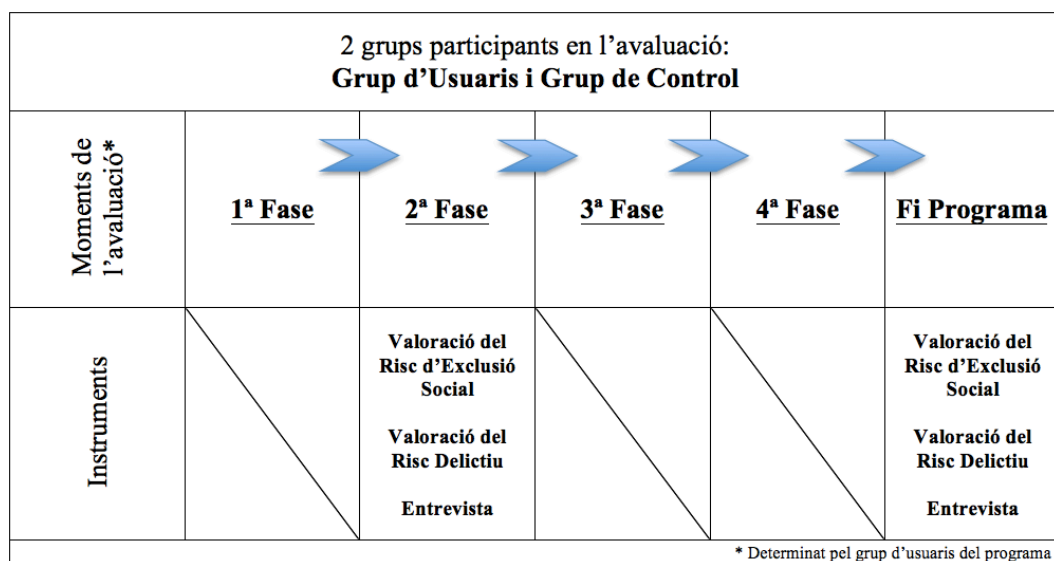 2 grups participants en l’avaluació:
Grup d’Usuaris i Grup de Control
Moments de
l’avaluació*
1ª Fase
2ª Fase
3ª Fase
4ª Fase
Fi Programa
Instruments
Valoració del
Risc d’Exclusió
Social
Valoració del
Risc Delictiu
Entrevista
Valoració del
Risc d’Exclusió
Social
Valoració del
Risc Delictiu
Entrevista
* Determinat pel grup d’usuaris del programa